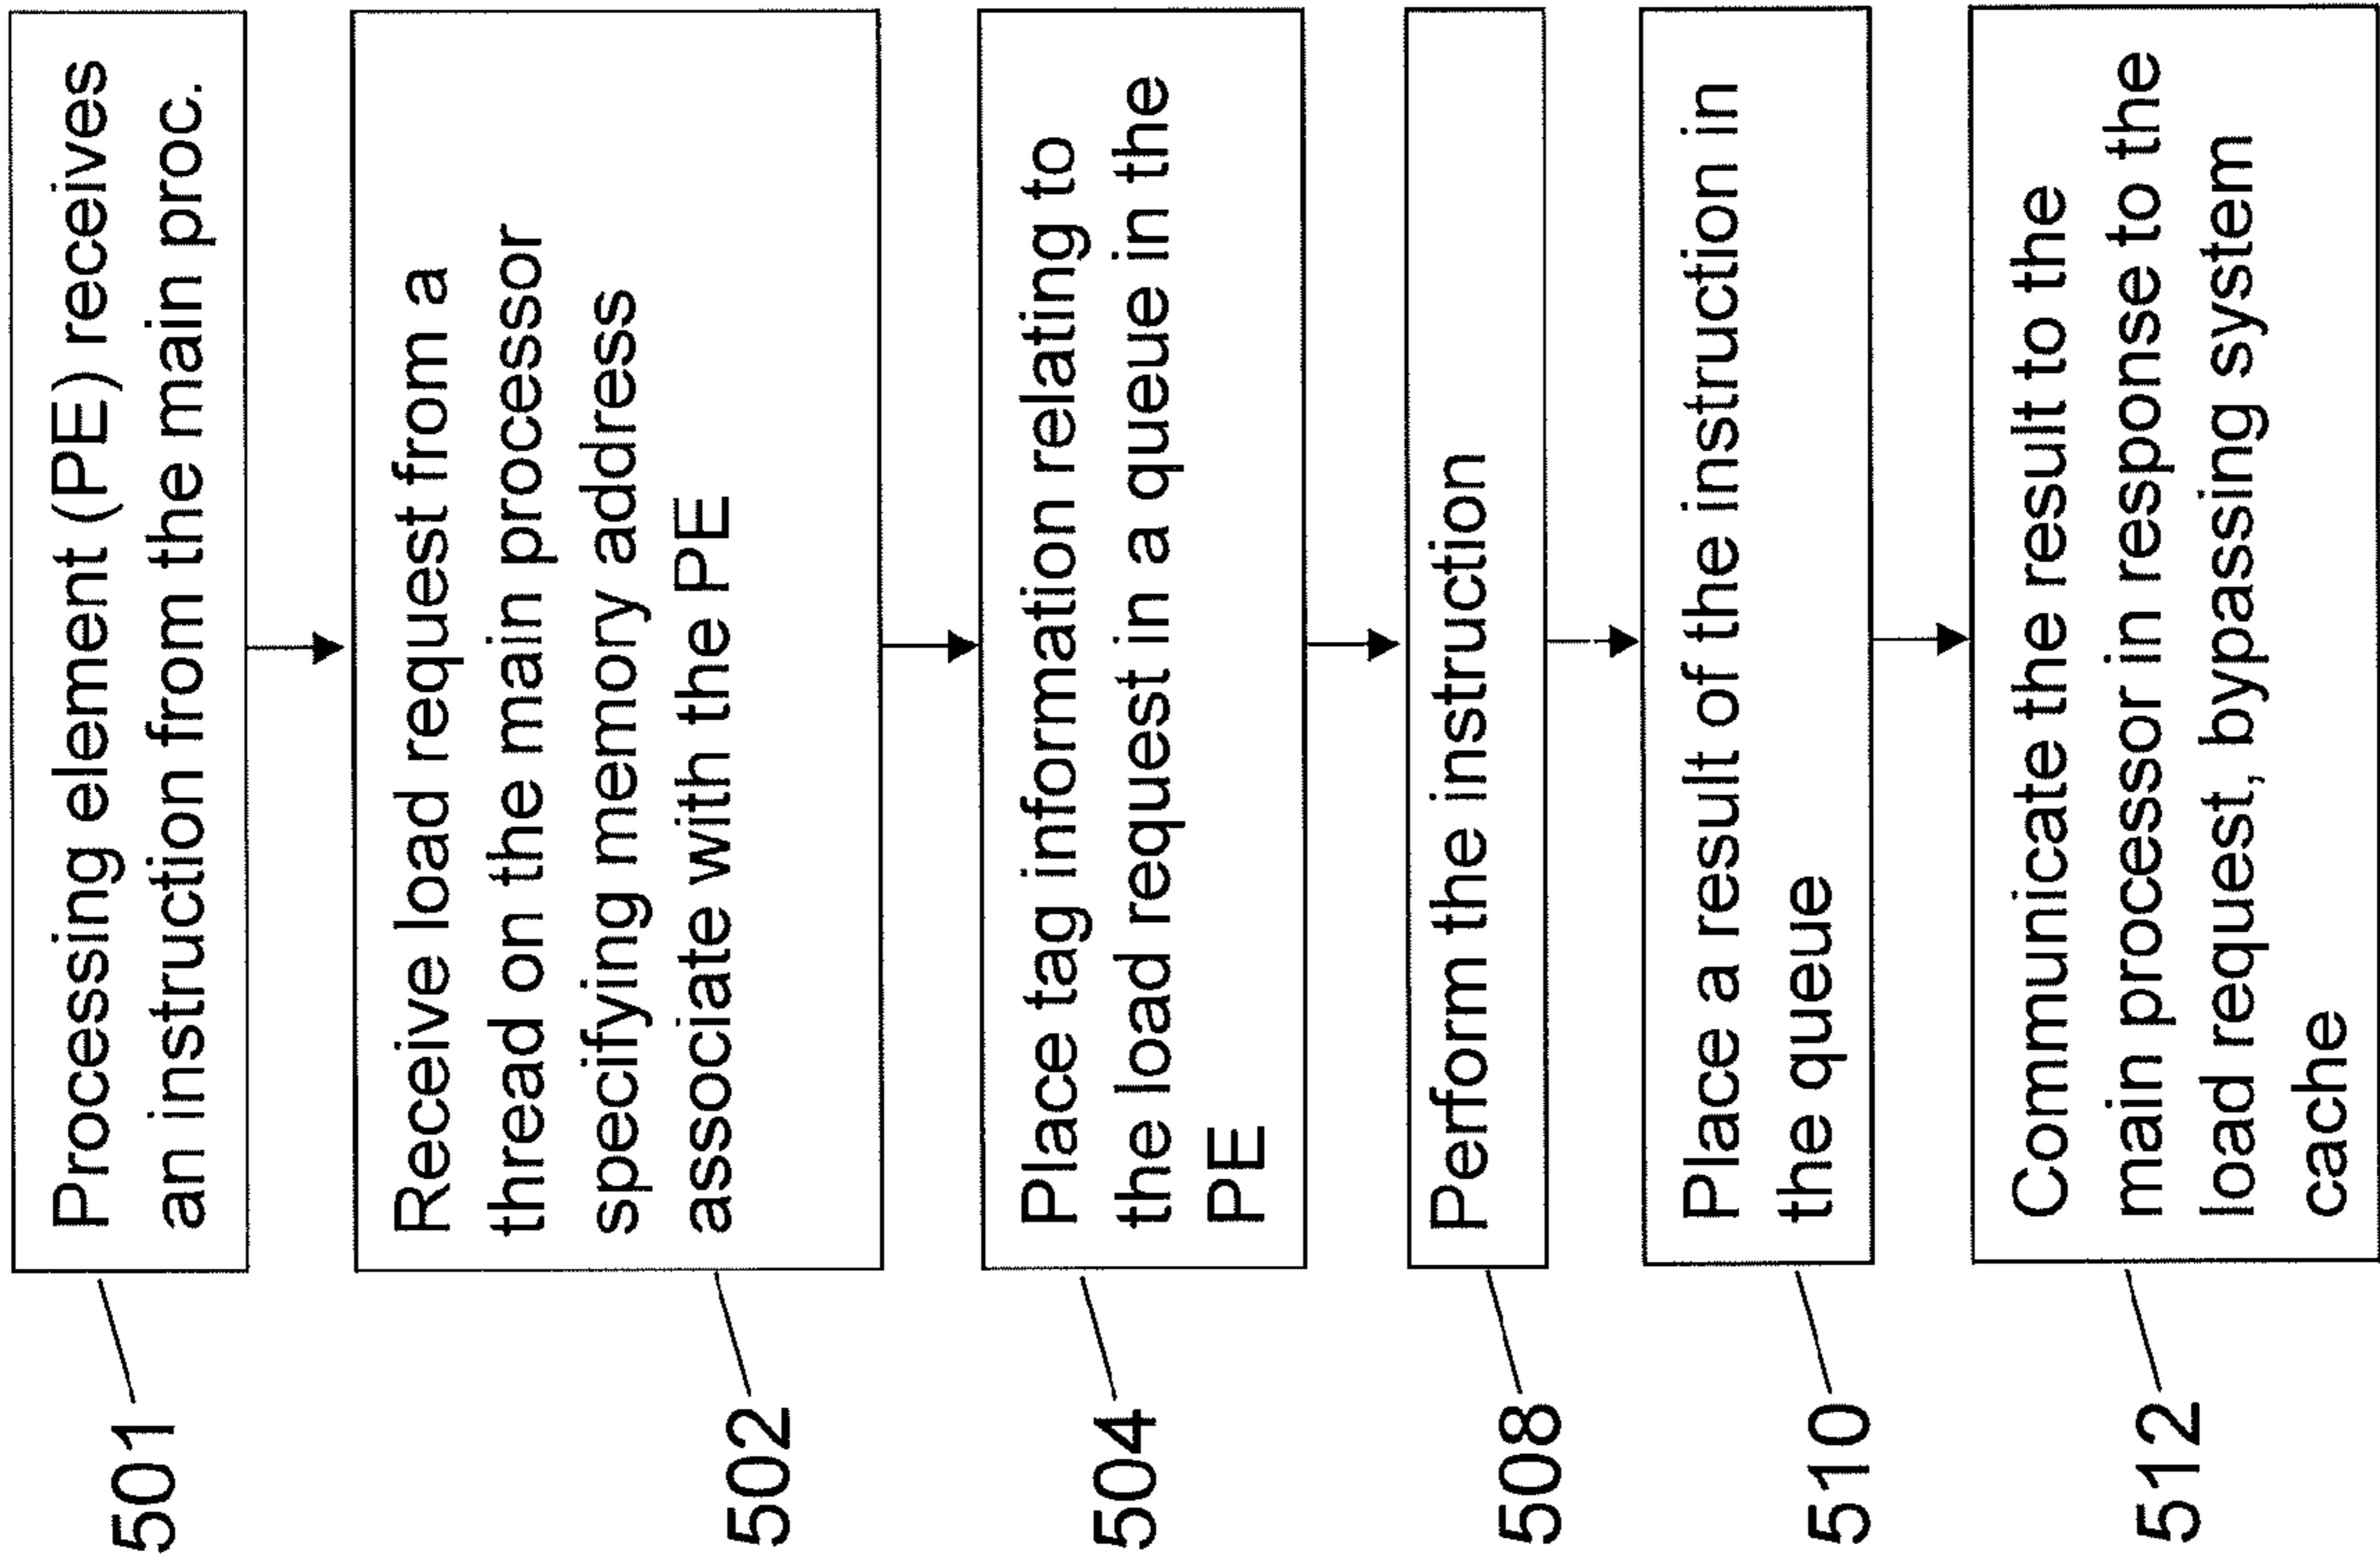 501
Processing element (PE) receives
an instruction from the main proc.
502
Receive load request from a
thread on the main processor
specifying memory address
associate with the PE
504
Place tag information relating to
the load request in a queue in the
PE
508
Perform the instruction
510
Place a result of the instruction in
the queue
512
Communicate the result to the
main processor in response to the
load request, bypassing system
cache